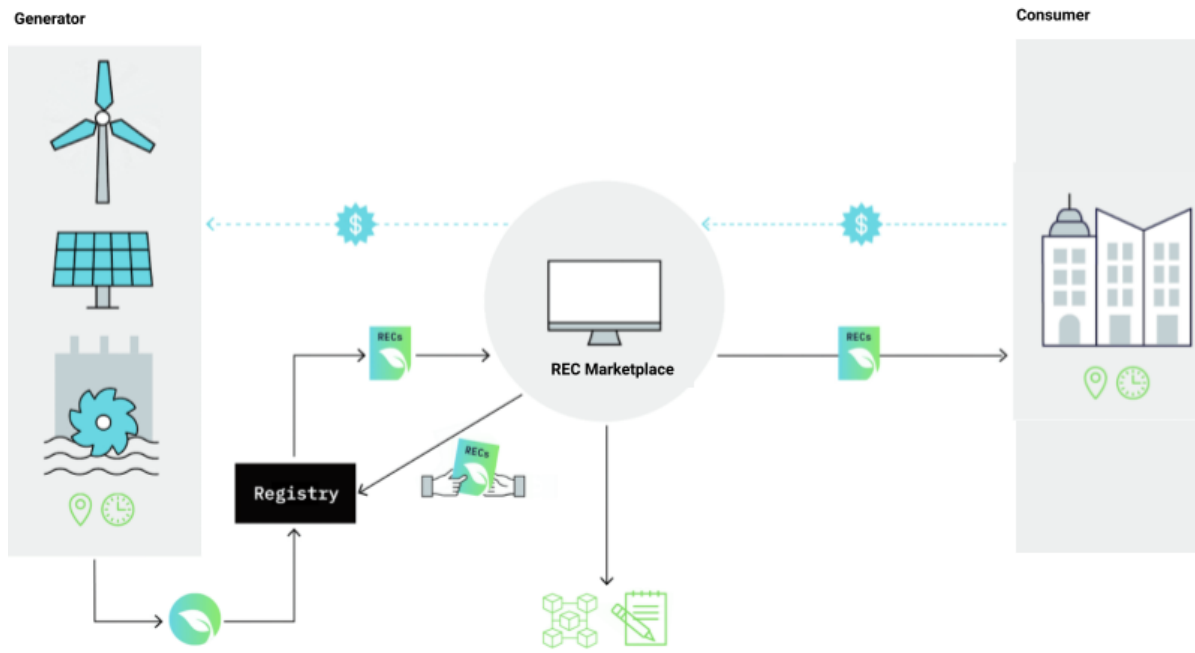 Generator
Consumer
$
$
RECs
RECs
REC Marketplace
RECs
Registry